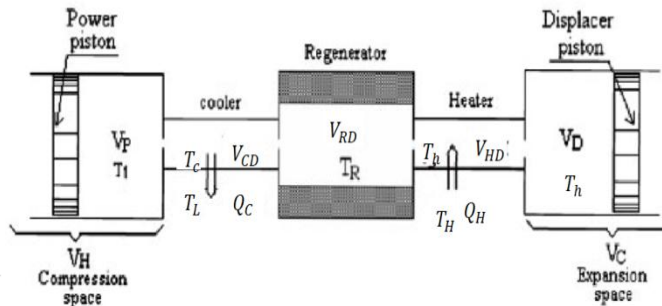 Power
piston
Regenerator
Displacer
piston
cooler
Heater
V_P
T_1
T_c
V_CD
V_RD
T_R
T_h
V_HD
V_D
T_h
T_L
Q_C
T_H
Q_H
V_H
Compression
space
V_C
Expansion
space